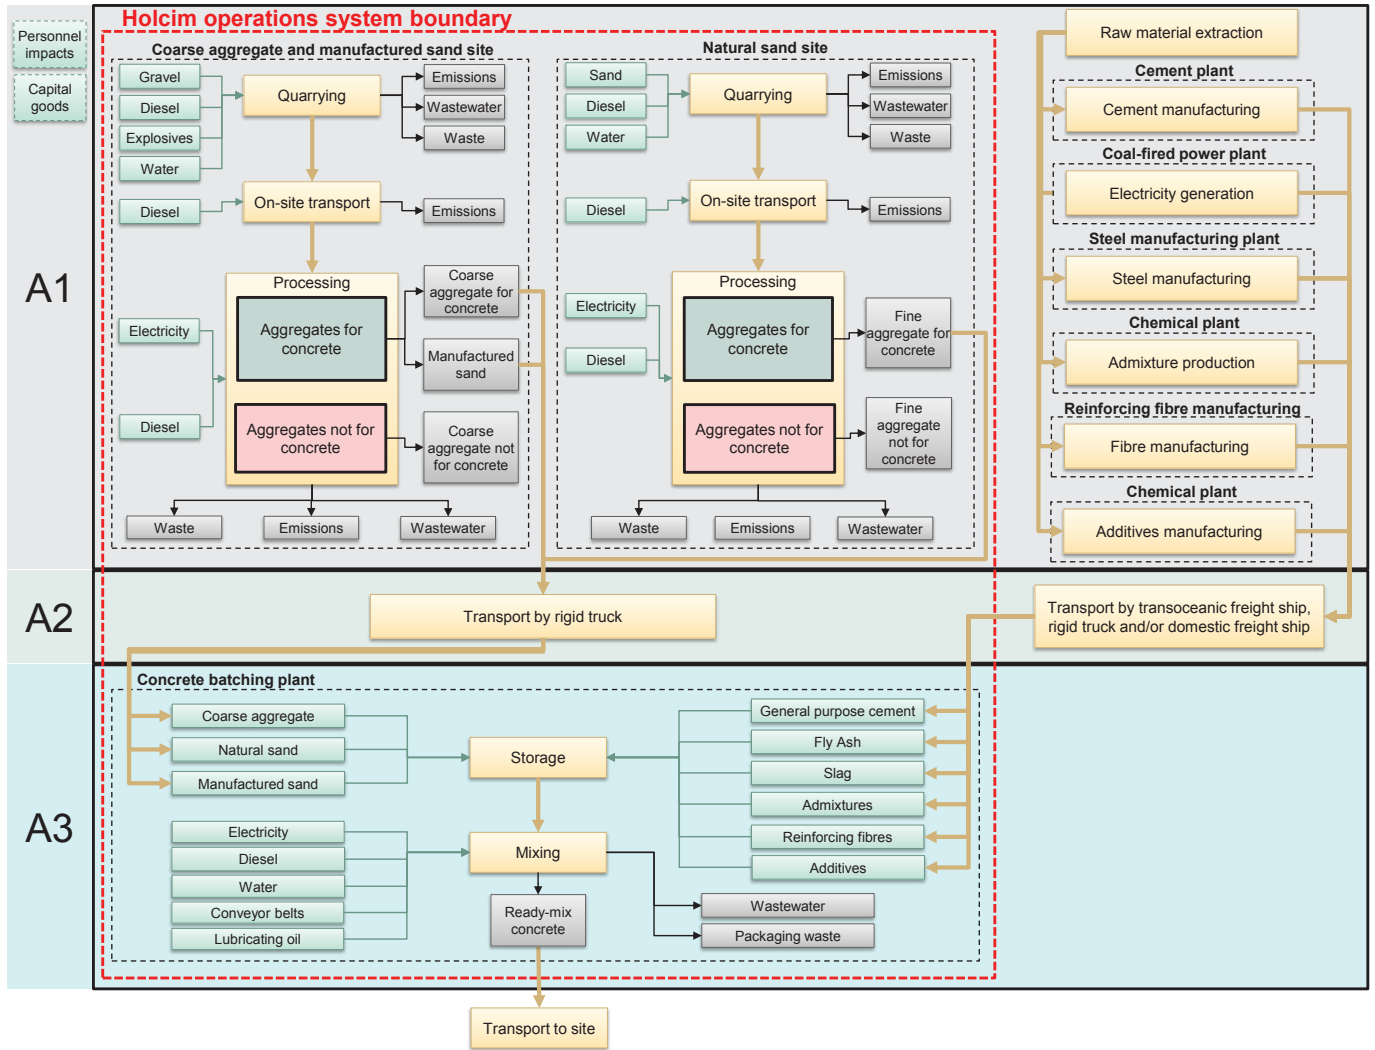 Holcim operations system boundary
Personnel
impacts
Capital
goods
A1
Coarse aggregate and manufactured sand site
Gravel
Diesel
Explosives
Water
Quarrying
Emissions
Wastewater
Waste
Diesel
On-site transport
Emissions
Processing
Electricity
Diesel
Aggregates for
concrete
Aggregates not for
concrete
Coarse
aggregate for
concrete
Manufactured
sand
Coarse
aggregate not
for concrete
Waste
Emissions
Wastewater
Natural sand site
Sand
Diesel
Water
Quarrying
Emissions
Wastewater
Waste
Diesel
On-site transport
Emissions
Processing
Electricity
Diesel
Aggregates for
concrete
Aggregates not for
concrete
Fine
aggregate for
concrete
Fine
aggregate
not for
concrete
Waste
Emissions
Wastewater
Raw material extraction
Cement plant
Cement manufacturing
Coal-fired power plant
Electricity generation
Steel manufacturing plant
Steel manufacturing
Chemical plant
Admixture production
Reinforcing fibre manufacturing
Fibre manufacturing
Chemical plant
Additives manufacturing
A2
Transport by rigid truck
Transport by transoceanic freight ship,
rigid truck and/or domestic freight ship
A3
Concrete batching plant
Coarse aggregate
Natural sand
Manufactured sand
Storage
General purpose cement
Fly Ash
Slag
Admixtures
Reinforcing fibres
Additives
Electricity
Diesel
Water
Conveyor belts
Lubricating oil
Mixing
Ready-mix
concrete
Wastewater
Packaging waste
Transport to site